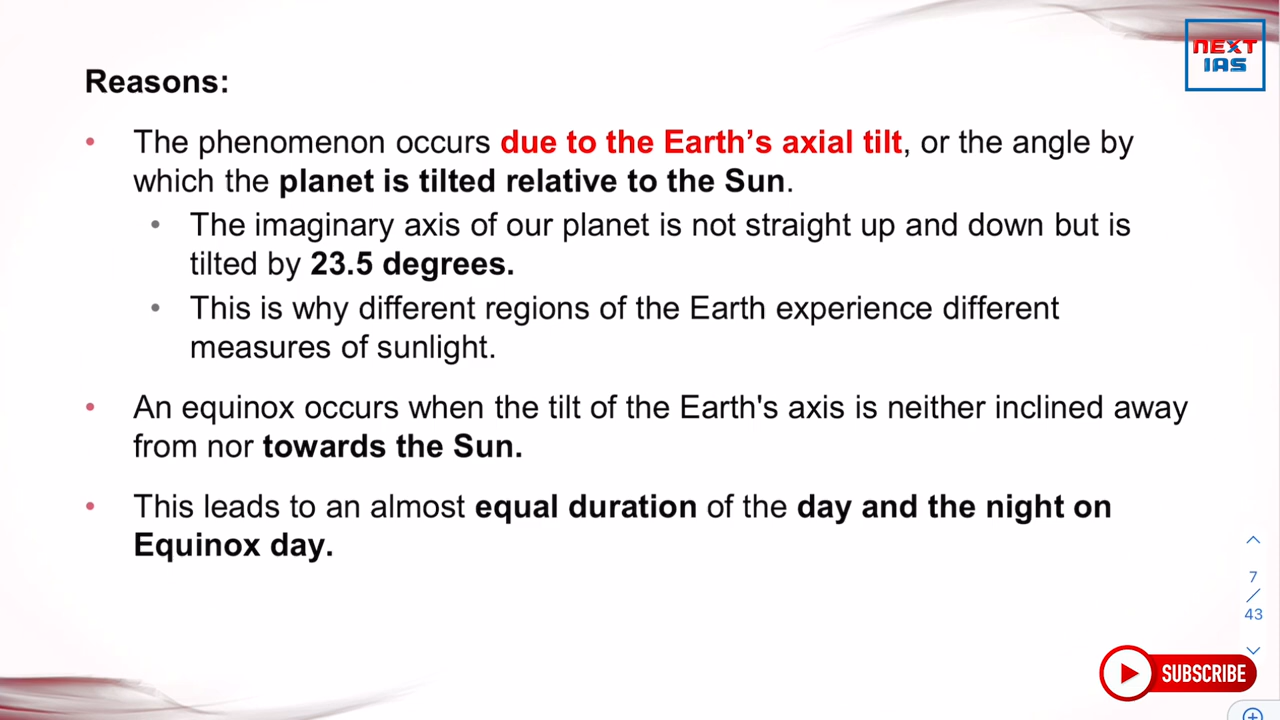 NEXT
IAS
Reasons:
• The phenomenon occurs due to the Earth’s axial tilt, or the angle by
which the planet is tilted relative to the Sun.
• The imaginary axis of our planet is not straight up and down but is
tilted by 23.5 degrees.
• This is why different regions of the Earth experience different
measures of sunlight.
• An equinox occurs when the tilt of the Earth's axis is neither inclined away
from nor towards the Sun.
• This leads to an almost equal duration of the day and the night on
Equinox day.
7
/
43
SUBSCRIBE